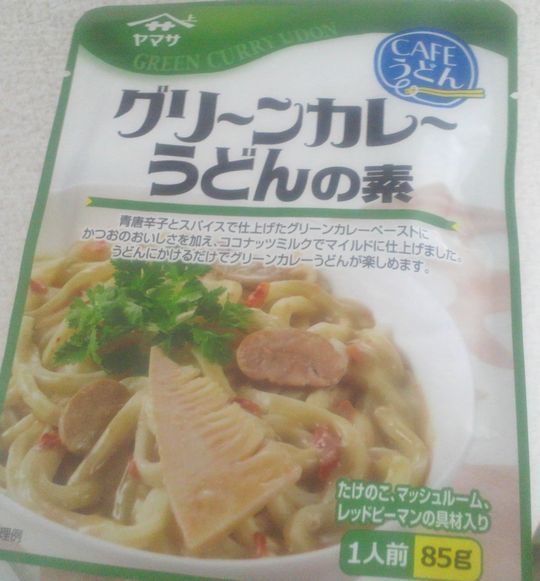 上
ヤマサ
GREEN CURRY UDON
CAFE
うどん
グリーンカレー
うどんの素
青唐辛子とスパイスで仕上げたグリーンカレーペーストに
かつおのおいしさを加え、ココナッツミルクでマイルドに仕上げました。
うどんにかけるだけでグリーンカレーうどんが楽しめます。
たけのこ、マッシュルーム、
レッドピーマンの具材入り
理例
1人前 85g